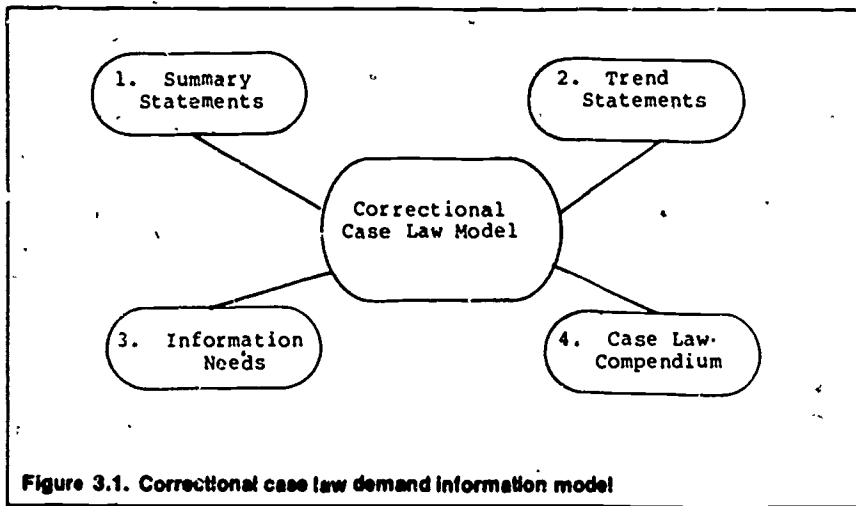 1. Summary
Statements
2. Trend
Statements
Correctional
Case Law Model
3. Information
Needs
4. Case Law
Compendium
Figure 3.1. Correctional case law demand information model